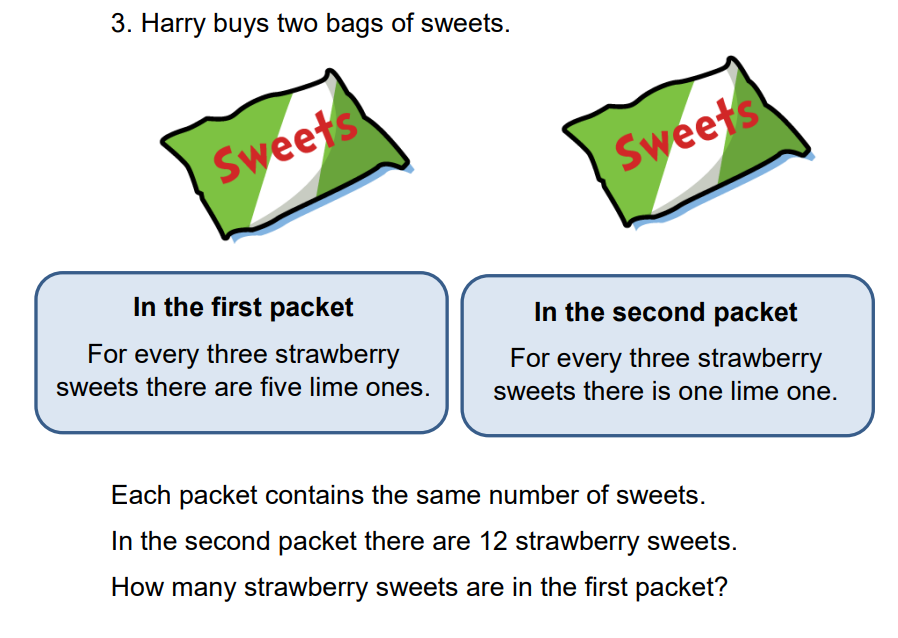 3. Harry buys two bags of sweets.
Sweets
Sweets
In the first packet
For every three strawberry
sweets there are five lime ones.
In the second packet
For every three strawberry
sweets there is one lime one.
Each packet contains the same number of sweets.
In the second packet there are 12 strawberry sweets.
How many strawberry sweets are in the first packet?